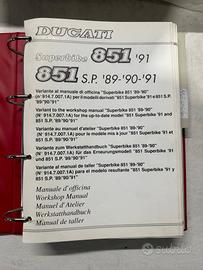 DUCATI
Superbike 851 '91
851 S.P. '89-'90-'91
Variante al manuale di officina "Superbike 851 '89-'90"
(n° 914.7.007.1A) per il modelli derivati "851 Superbike '91 e 851 S.P.
'89'90'91"
Variant to the workshop manual "Superbike 851 '89-90"
(n° 914.7.007.1A) for the up-to-date model "851 Superbike '91 and 851
S.P. '89'90'91"
Variante au manuel d'atelier "Superbike 851 '89-'90"
(n° 914.7.007.1A) pour les modèles mis à jour "851 Superbike '91 et
851 S.P. '89'90'91"
Variante zum Werkstatthandbuch "Superbike 851 '89-90"
(n° 914.7.007.1A) für das Erneuerungmodell "851 Superbike '91 und
851 S.P. '89'90'91"
Variante al manual de taller "Superbike 851 '89-'90"
(n° 914.7.007.1A) para el modelo resultante "851 Superbike '91 y
851 S.P. '89'90'91"
Manuale d'officina
Workshop Manual
Manuel d'Atelier
Werkstatthandbuch
Manual de taller
subito